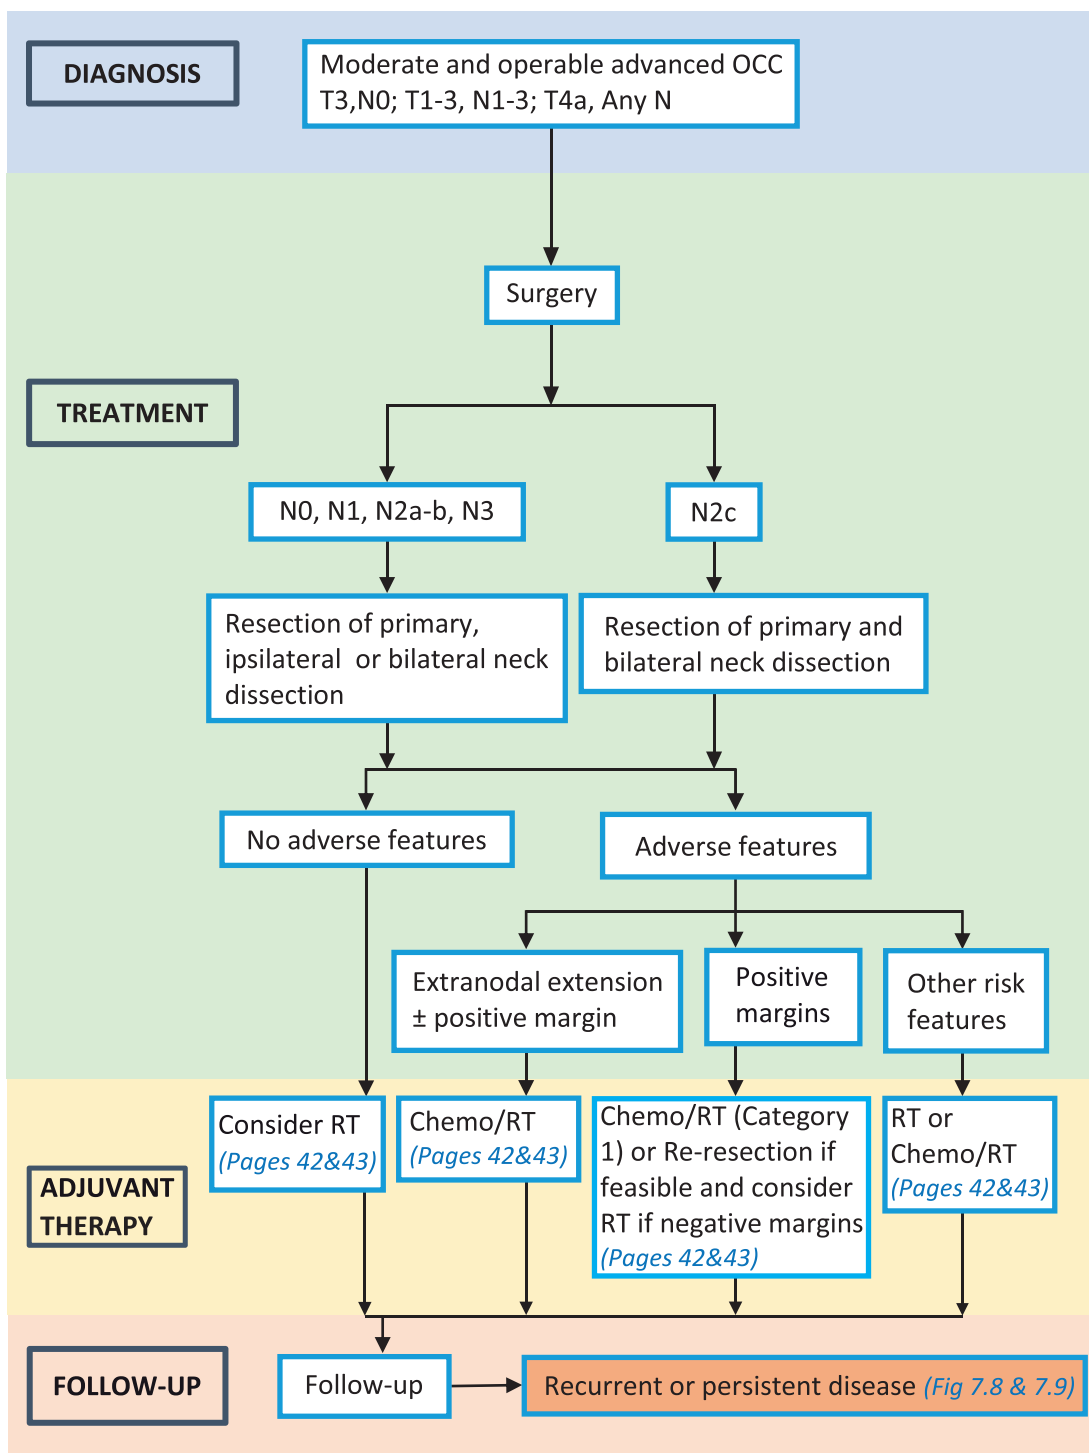 DIAGNOSIS
Moderate and operable advanced OCC
T3,N0; T1-3, N1-3; T4a, Any N
Surgery
TREATMENT
N0, N1, N2a-b, N3
N2c
Resection of primary,
ipsilateral or bilateral neck
dissection
Resection of primary and
bilateral neck dissection
No adverse features
Adverse features
Extranodal extension
± positive margin
Positive
margins
Other risk
features
ADJUVANT
THERAPY
Consider RT
(Pages 42&43)
Chemo/RT
(Pages 42&43)
Chemo/RT (Category
1) or Re-resection if
feasible and consider
RT if negative margins
(Pages 42&43)
RT or
Chemo/RT
(Pages 42&43)
FOLLOW-UP
Follow-up
Recurrent or persistent disease (Fig 7.8 & 7.9)